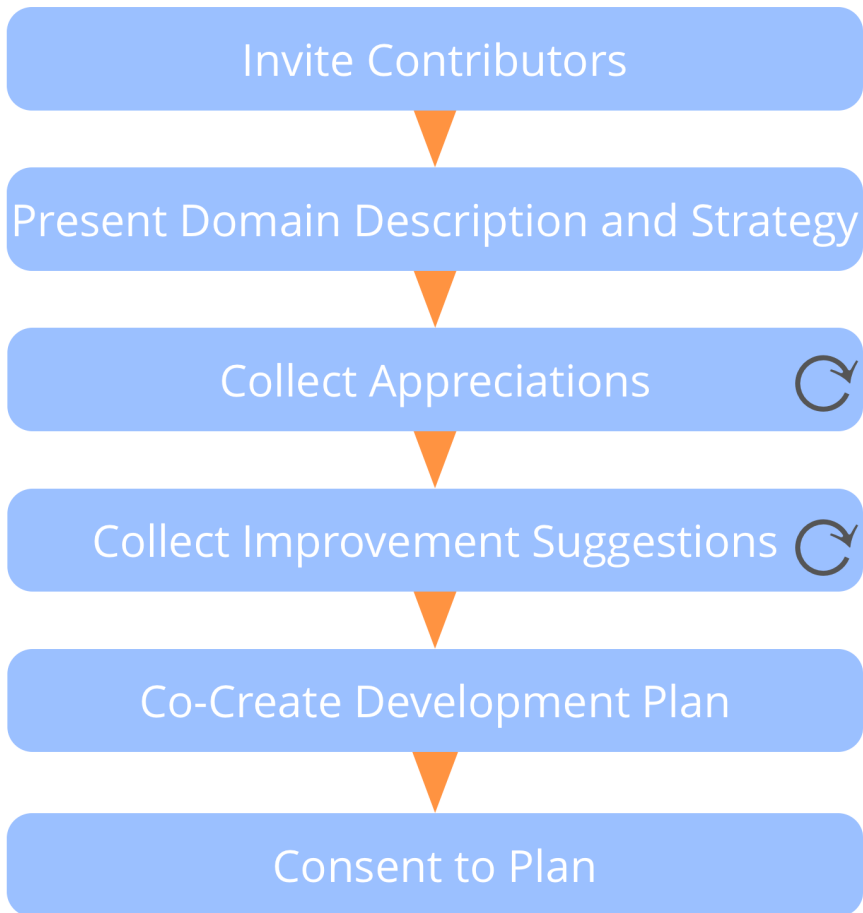 Invite Contributors
Present Domain Description and Strategy
Collect Appreciations
Collect Improvement Suggestions
Co-Create Development Plan
Consent to Plan